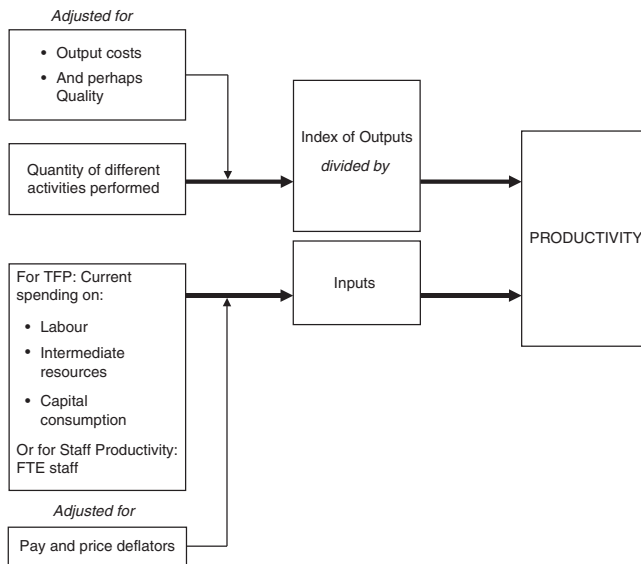 Adjusted for
• Output costs
• And perhaps
Quality
Quantity of different
activities performed
Index of Outputs
divided by
PRODUCTIVITY
For TFP: Current
spending on:
• Labour
• Intermediate
resources
• Capital
consumption
Or for Staff Productivity:
FTE staff
Inputs
Adjusted for
Pay and price deflators